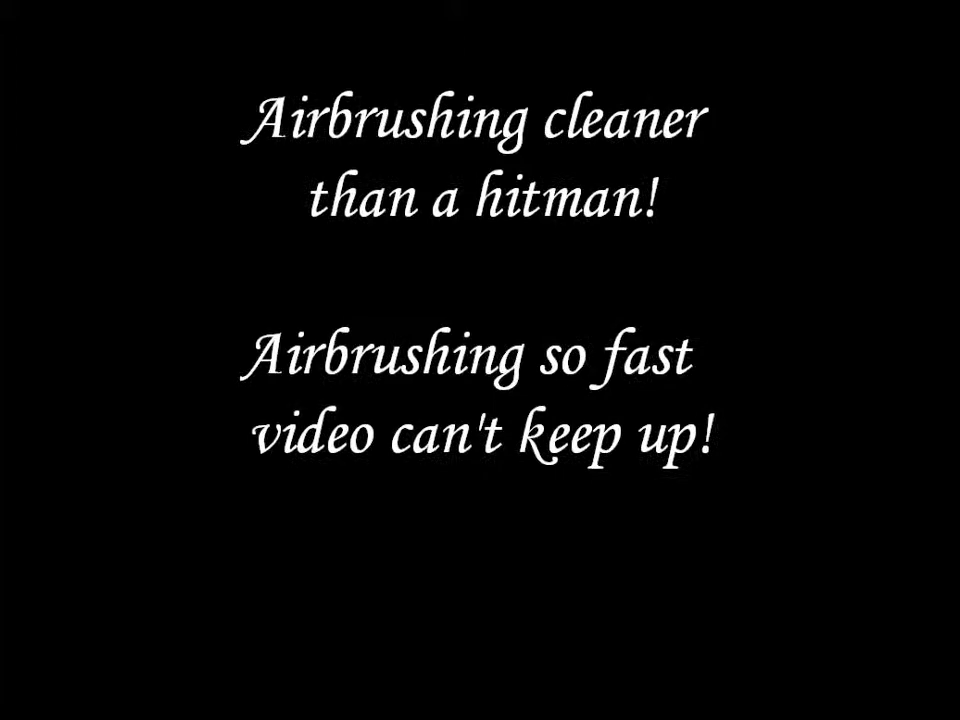 Airbrushing cleaner
than a hitman!
Airbrushing so fast
video can't keep up!